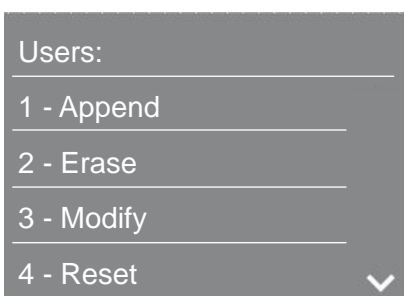 Users:
1 - Append
2 - Erase
3 - Modify
4 - Reset